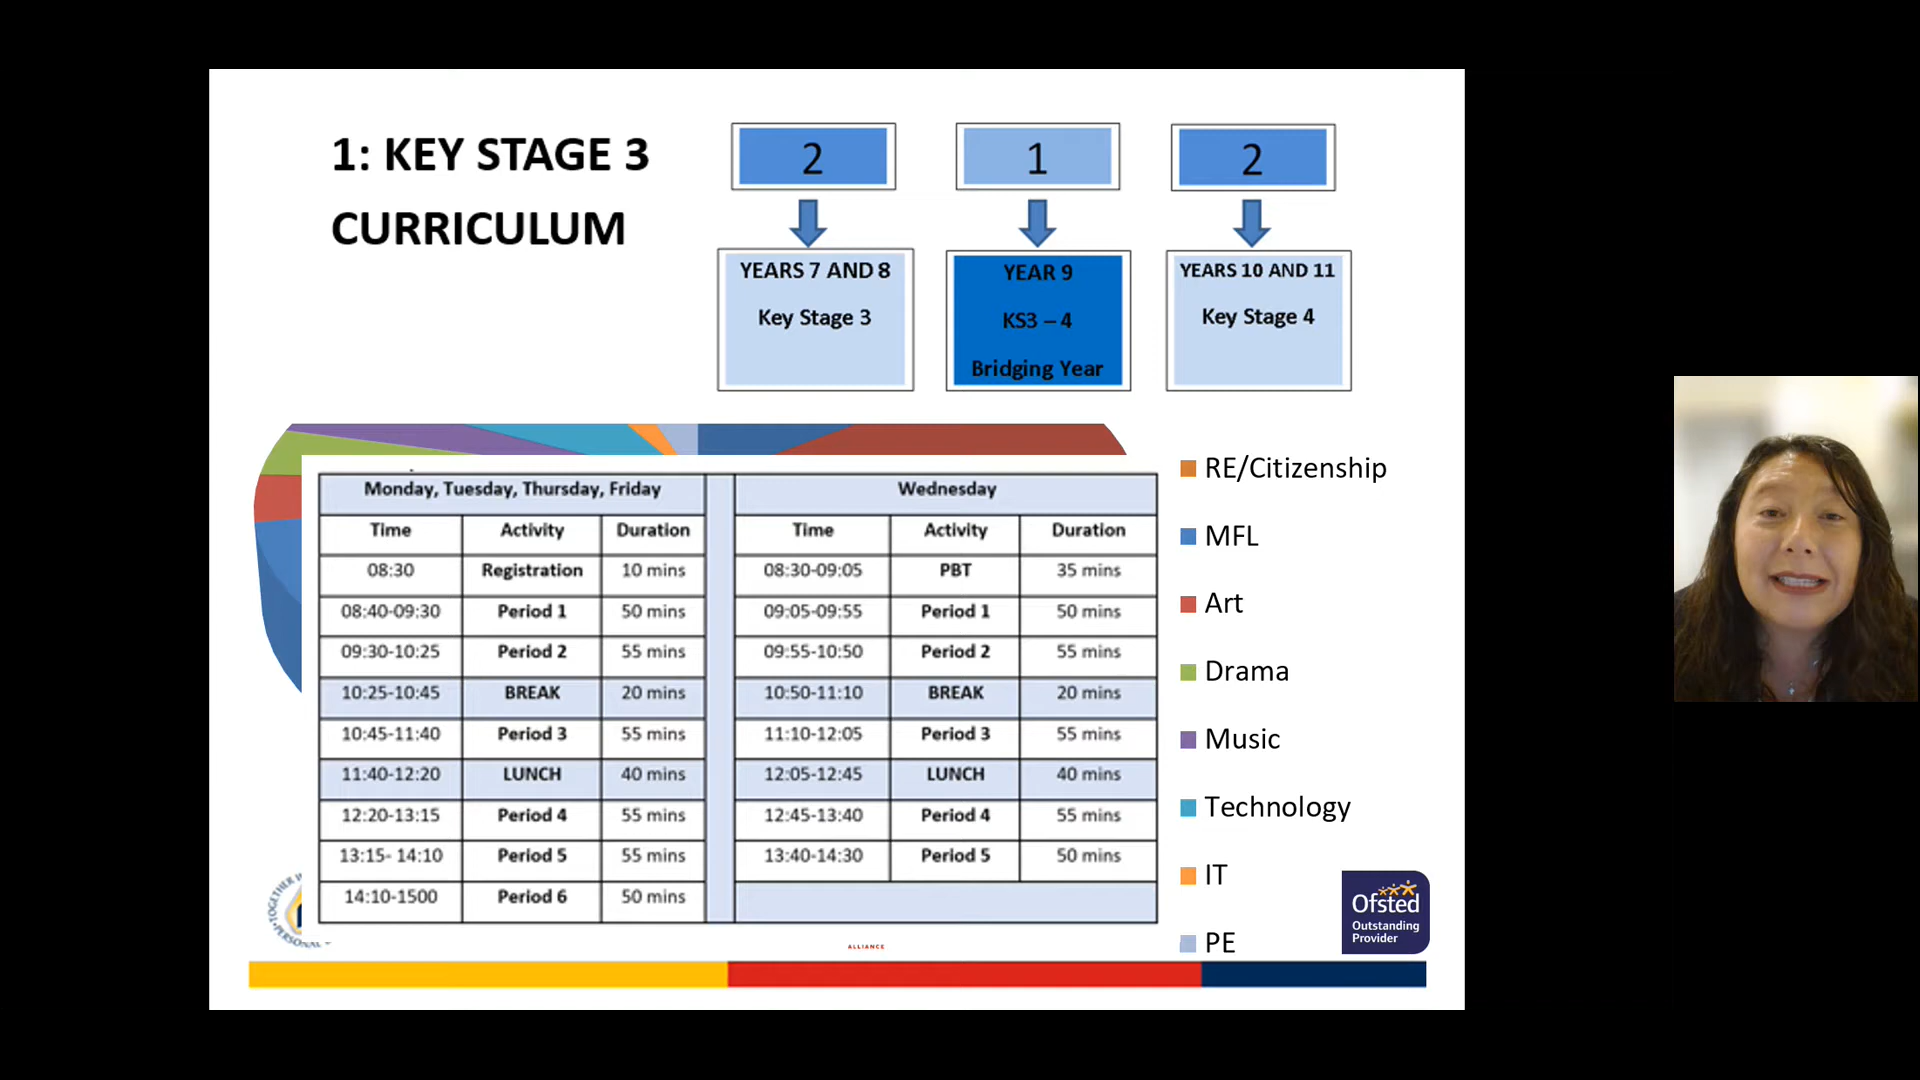 1: KEY STAGE 3
CURRICULUM
2
1
2
YEARS 7 AND 8
Key Stage 3
YEAR 9
KS3 – 4
Bridging Year
YEARS 10 AND 11
Key Stage 4
Monday, Tuesday, Thursday, Friday Wednesday
Time Activity Duration Time Activity Duration
08:30 Registration 10 mins 08:30-09:05 PBT 35 mins
08:40-09:30 Period 1 50 mins 09:05-09:55 Period 1 50 mins
09:30-10:25 Period 2 55 mins 09:55-10:50 Period 2 55 mins
10:25-10:45 BREAK 20 mins 10:50-11:10 BREAK 20 mins
10:45-11:40 Period 3 55 mins 11:10-12:05 Period 3 55 mins
11:40-12:20 LUNCH 40 mins 12:05-12:45 LUNCH 40 mins
12:20-13:15 Period 4 55 mins 12:45-13:40 Period 4 55 mins
13:15- 14:10 Period 5 55 mins 13:40-14:30 Period 5 50 mins
14:10-1500 Period 6 50 mins
RE/Citizenship
MFL
Art
Drama
Music
Technology
IT
PE
TOGETHER
PERSONAL
ALLIANCE
Ofsted
Outstanding
Provider